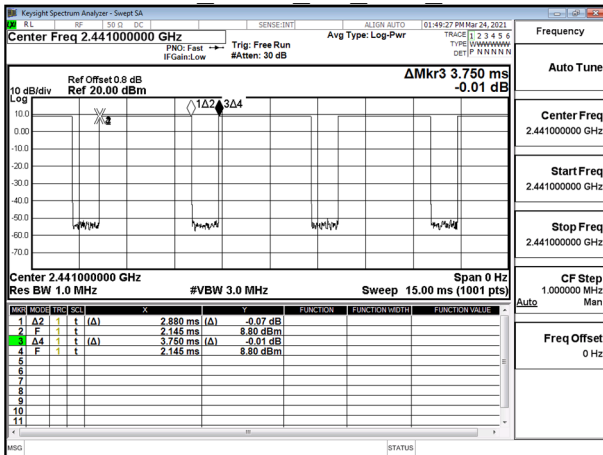 Keysight Spectrum Analyzer - Swept SA
RL RF 50 Ω DC SENSE:INT ALIGN AUTO 01:49:27 PM Mar 24, 2021
Center Freq 2.441000000 GHz
PNO: Fast
IFGain:Low
Trig: Free Run
#Atten: 30 dB
Avg Type: Log-Pwr
TRACE 1 2 3 4 5 6
TYPE WWWWWW
DET P N N N N N
Ref Offset 0.8 dB
Ref 20.00 dBm
ΔMkr3 3.750 ms
-0.01 dB
10 dB/div
Log
1Δ2 3Δ4
10.0
0.00
-10.0
-20.0
-30.0
-40.0
-50.0
-60.0
-70.0
Center 2.441000000 GHz Span 0 Hz
Res BW 1.0 MHz #VBW 3.0 MHz Sweep 15.00 ms (1001 pts)
MKR MODE TRC SCL X Y FUNCTION FUNCTION WIDTH FUNCTION VALUE
1 Δ2 1 t (Δ) 2.880 ms (Δ) -0.07 dB
2 F 1 t 2.145 ms 8.80 dBm
3 Δ4 1 t (Δ) 3.750 ms (Δ) -0.01 dB
4 F 1 t 2.145 ms 8.80 dBm
5
6
7
8
9
10
11
MSG STATUS
Frequency
Auto Tune
Center Freq
2.441000000 GHz
Start Freq
2.441000000 GHz
Stop Freq
2.441000000 GHz
CF Step
1.000000 MHz
Auto Man
Freq Offset
0 Hz